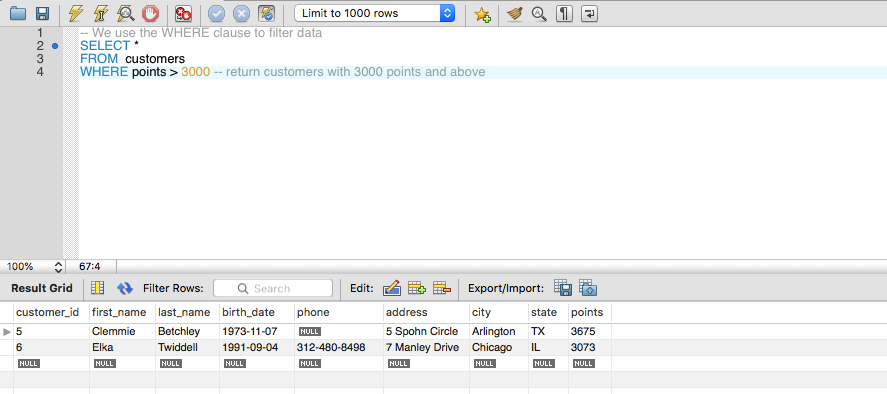 Limit to 1000 rows
1 -- We use the WHERE clause to filter data
2 SELECT *
3 FROM customers
4 WHERE points > 3000 -- return customers with 3000 points and above
100% 67:4
Result Grid Filter Rows: Search Edit: Export/Import:
customer_id first_name last_name birth_date phone address city state points
5 Clemmie Betchley 1973-11-07 NULL 5 Spohn Circle Arlington TX 3675
6 Elka Twiddell 1991-09-04 312-480-8498 7 Manley Drive Chicago IL 3073
NULL NULL NULL NULL NULL NULL NULL NULL NULL